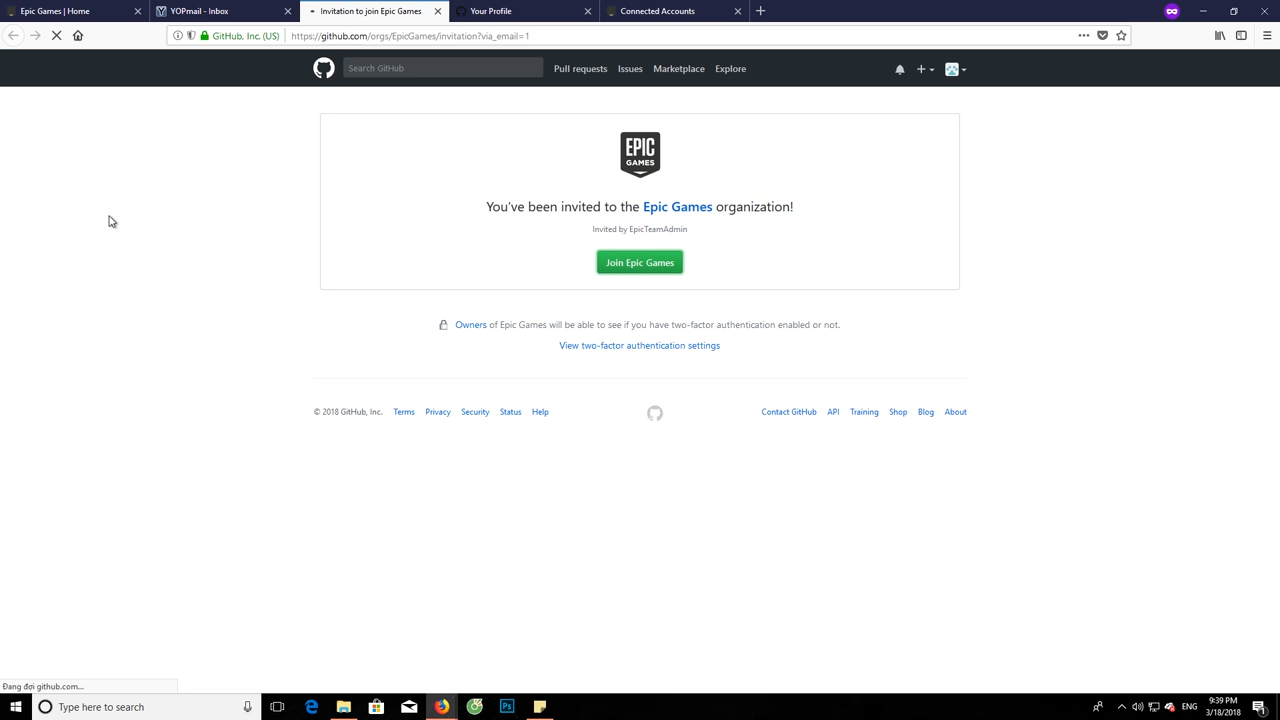 Epic Games | Home
YOPmail - Inbox
Invitation to join Epic Games
Your Profile
Connected Accounts
GitHub, Inc. (US)
https://github.com/orgs/EpicGames/invitation?via_email=1
Search GitHub
Pull requests
Issues
Marketplace
Explore
EPIC
GAMES
You've been invited to the Epic Games organization!
Invited by EpicTeamAdmin
Join Epic Games
Owners of Epic Games will be able to see if you have two-factor authentication enabled or not.
View two-factor authentication settings
© 2018 GitHub, Inc.
Terms
Privacy
Security
Status
Help
Contact GitHub
API
Training
Shop
Blog
About
Đang đợi github.com...
Type here to search
Ps
ENG
9:39 PM
3/18/2018
1